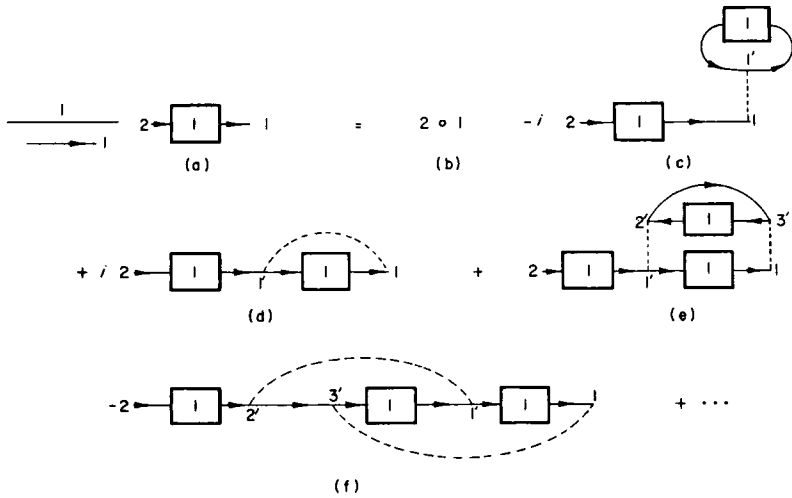 1'
1 2 1 1 = 2 ∘ 1 -i 2 1 1
1
(a) (b) (c)
2' 1 3'
+ i 2 1 1' 1 1 + 2 1 1' 1 1
(d) (e)
-2 1 2' 3' 1 1' 1 1 + ...
(f)